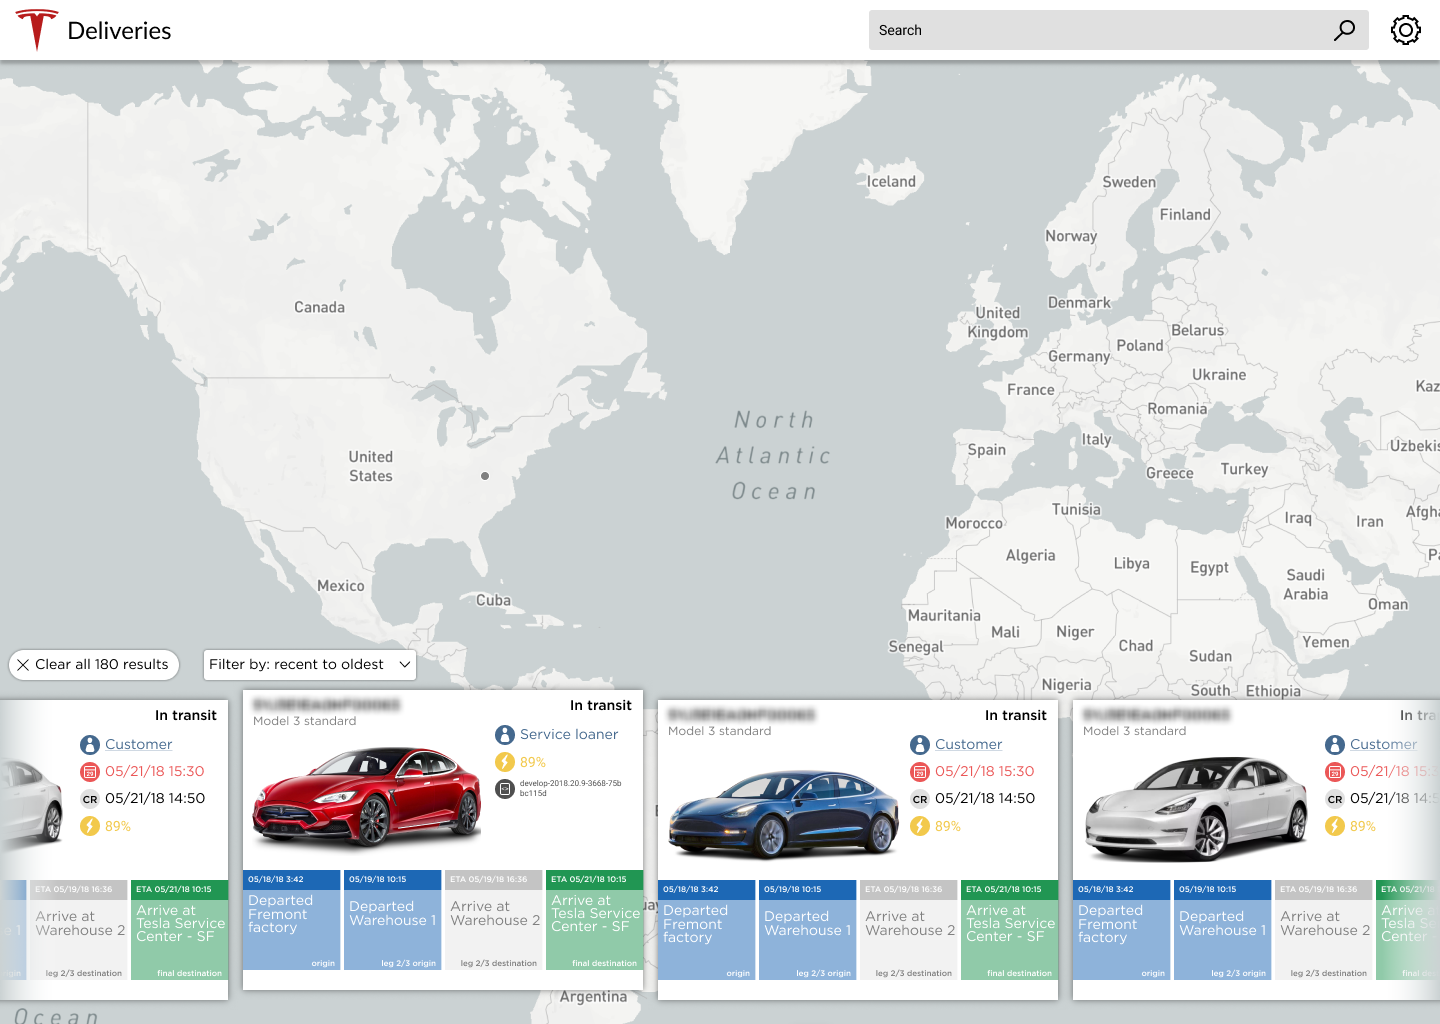 Deliveries
Search
Iceland
Sweden
Finland
Norway
Canada
United
Kingdom
Denmark
Belarus
Poland
Germany
Ukraine
France
Kaz
Romania
North
Atlantic
Ocean
Italy
Spain
Uzbekis
Greece
Turkey
United
States
Tunisia
Morocco
Iraq
Iran
Afgha
Algeria
Libya
Egypt
Saudi
Arabia
Mexico
Cuba
Oman
Mauritania
Mali
Niger
Chad
Senegal
Sudan
Yemen
Nigeria
South
Ethiopia
Clear all 180 results
Filter by: recent to oldest
In transit
Customer
05/21/18 15:30
CR 05/21/18 14:50
89%
ETA 05/19/18 16:36
Arrive at
Warehouse 2
leg 2/3 destination
ETA 05/21/18 10:15
Arrive at
Tesla Service
Center - SF
final destination
In transit
Model 3 standard
Service loaner
89%
develop-2018.20.9-3668-75b
bc115d
05/18/18 3:42
Departed
Fremont
factory
origin
05/19/18 10:15
Departed
Warehouse 1
leg 2/3 origin
ETA 05/19/18 16:36
Arrive at
Warehouse 2
leg 2/3 destination
ETA 05/21/18 10:15
Arrive at
Tesla Service
Center - SF
final destination
In transit
Model 3 standard
Customer
05/21/18 15:30
CR 05/21/18 14:50
89%
05/18/18 3:42
Departed
Fremont
factory
origin
05/19/18 10:15
Departed
Warehouse 1
leg 2/3 origin
ETA 05/19/18 16:36
Arrive at
Warehouse 2
leg 2/3 destination
ETA 05/21/18 10:15
Arrive at
Tesla Service
Center - SF
final destination
In tra
Model 3 standard
Customer
05/21/18 15:3
CR 05/21/18 14:5
89%
05/18/18 3:42
Departed
Fremont
factory
origin
05/19/18 10:15
Departed
Warehouse 1
leg 2/3 origin
ETA 05/19/18 16:36
Arrive at
Warehouse 2
leg 2/3 destination
ETA 05/21/18
Arrive a
Tesla Se
Center -
final des
Argentina
Ocean